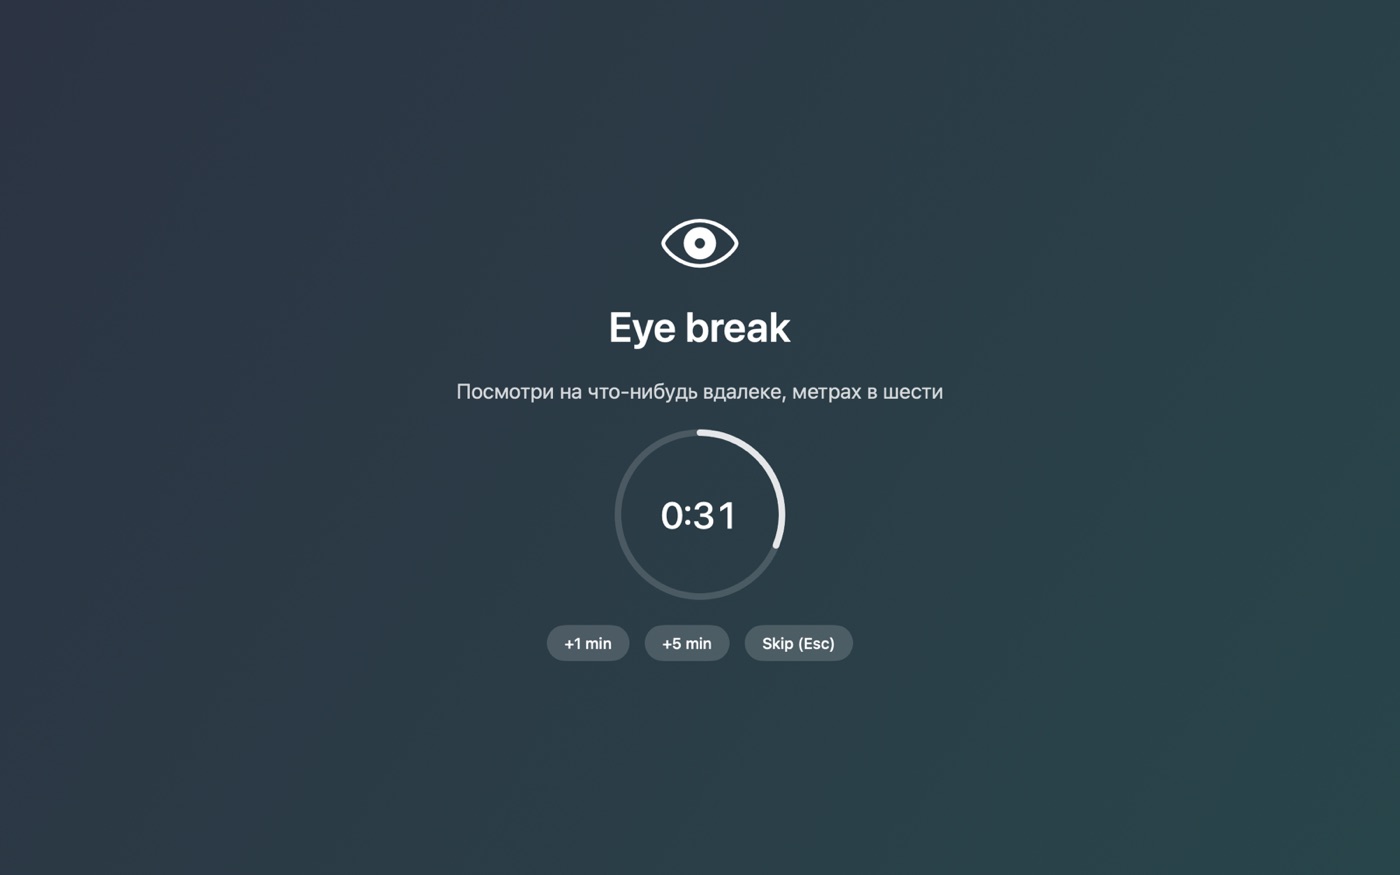 Eye break
Посмотри на что-нибудь вдалеке, метрах в шести
0:31
+1 min
+5 min
Skip (Esc)